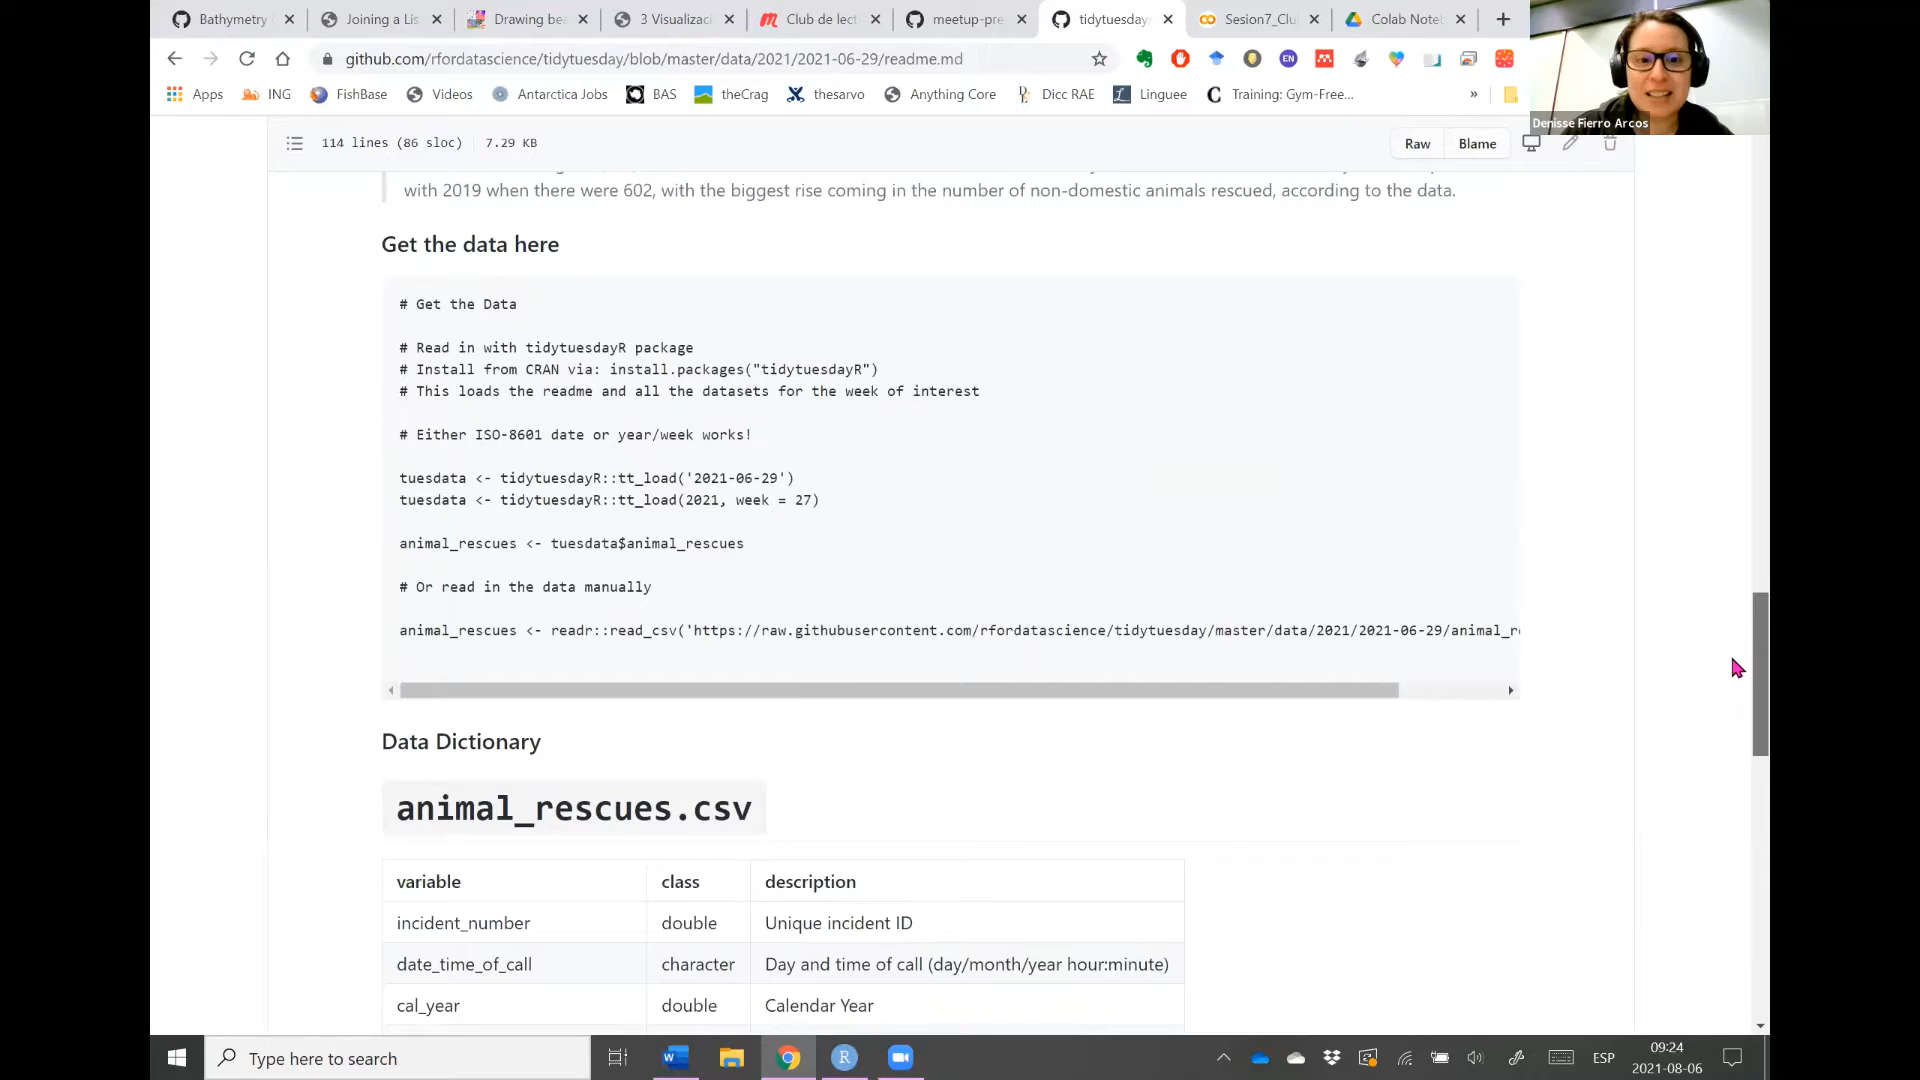 Bathymetry
Joining a Lis
Drawing bee
3 Visualizaci
Club de lect
meetup-pre
tidytuesday
Sesion7_Clu
Colab Noteb
github.com/rfordatascience/tidytuesday/blob/master/data/2021/2021-06-29/readme.md
Apps ING FishBase Videos Antarctica Jobs BAS theCrag thesarvo Anything Core Dicc RAE Linguee Training: Gym-Free... »
Denisse Fierro Arcos
114 lines (86 sloc) 7.29 KB
Raw Blame
with 2019 when there were 602, with the biggest rise coming in the number of non-domestic animals rescued, according to the data.
Get the data here
# Get the Data
# Read in with tidytuesdayR package
# Install from CRAN via: install.packages("tidytuesdayR")
# This loads the readme and all the datasets for the week of interest
# Either ISO-8601 date or year/week works!
tuesdata <- tidytuesdayR::tt_load('2021-06-29')
tuesdata <- tidytuesdayR::tt_load(2021, week = 27)
animal_rescues <- tuesdata$animal_rescues
# Or read in the data manually
animal_rescues <- readr::read_csv('https://raw.githubusercontent.com/rfordatascience/tidytuesday/master/data/2021/2021-06-29/animal_r
Data Dictionary
animal_rescues.csv
variable class description
incident_number double Unique incident ID
date_time_of_call character Day and time of call (day/month/year hour:minute)
cal_year double Calendar Year
Type here to search
ESP
09:24
2021-08-06